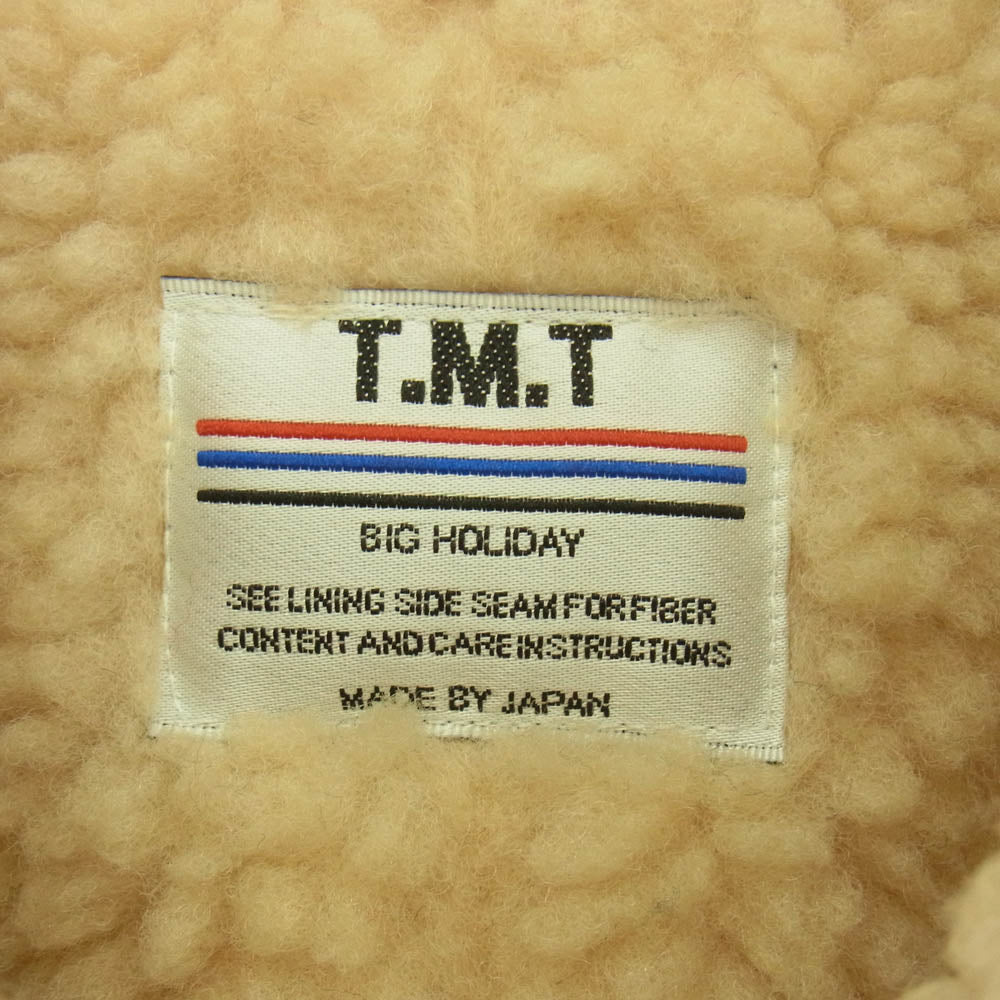 T.M.T
BIG HOLIDAY
SEE LINING SIDE SEAM FOR FIBER
CONTENT AND CARE INSTRUCTIONS
MADE BY JAPAN